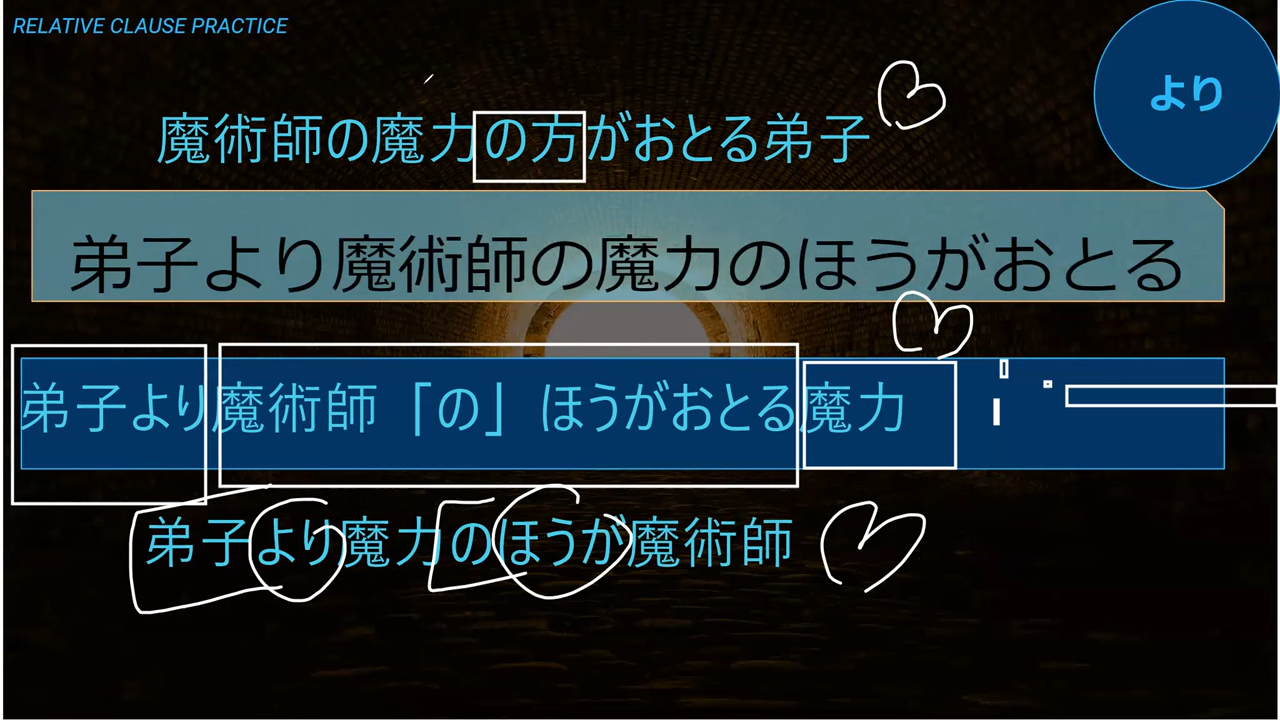 RELATIVE CLAUSE PRACTICE
より
魔術師の魔力の方がおとる弟子
弟子より魔術師の魔力のほうがおとる
弟子より魔術師「の」ほうがおとる魔力
弟子より魔力のほうが魔術師